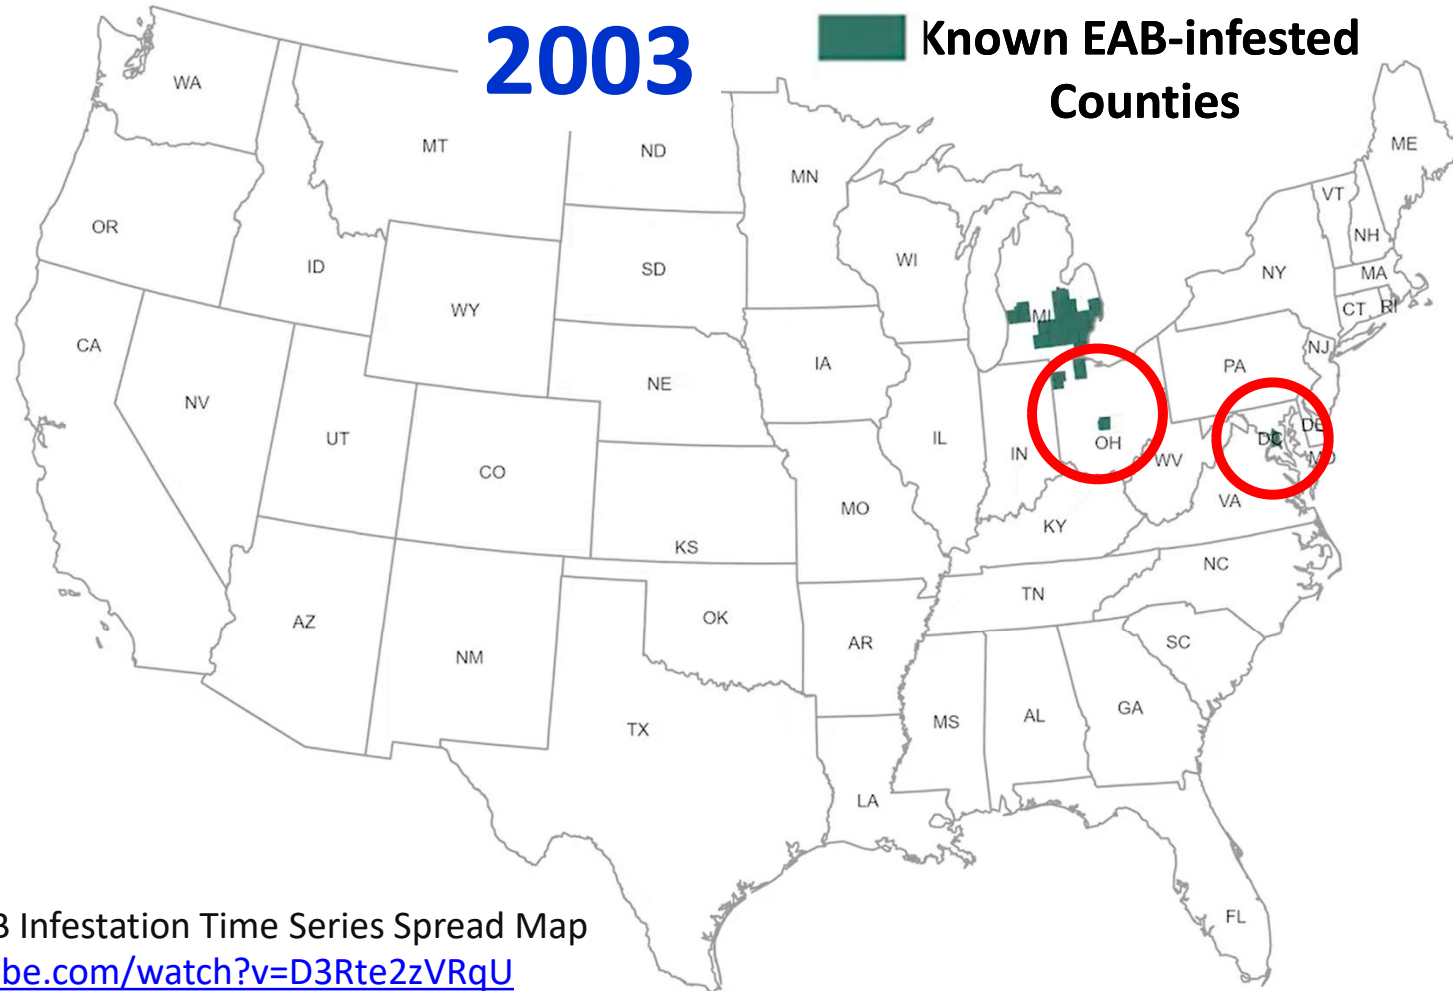 2003
Known EAB-infested
Counties
WA
MT
ND
MN
ME
VT
OR
NH
ID
SD
WI
NY
MA
WY
MI
CT
RI
CA
NJ
IA
PA
NE
NV
DE
UT
IL
OH
DC
CO
IN
WV
MD
VA
MO
KY
KS
NC
TN
AZ
OK
AR
SC
NM
GA
TX
MS
AL
LA
FL
B Infestation Time Series Spread Map
be.com/watch?v=D3Rte2zVRqU